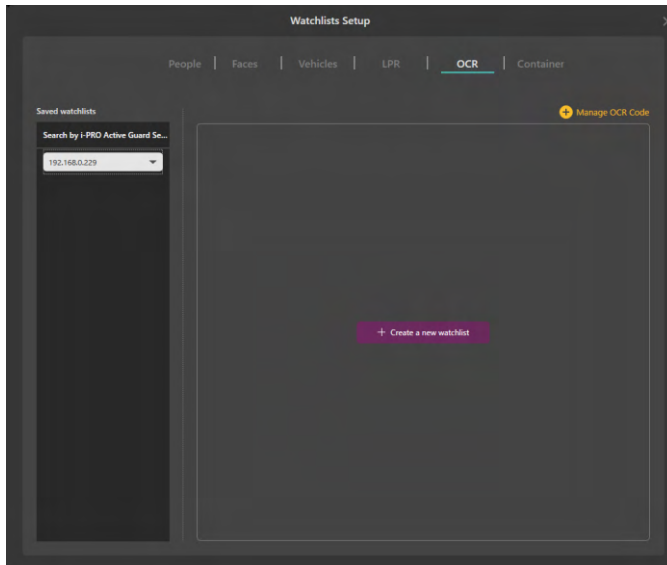 Watchlists Setup
People | Faces | Vehicles | LPR | OCR | Container
Saved watchlists
Manage OCR Code
Search by i-PRO Active Guard Se...
192.168.0.229
+ Create a new watchlist